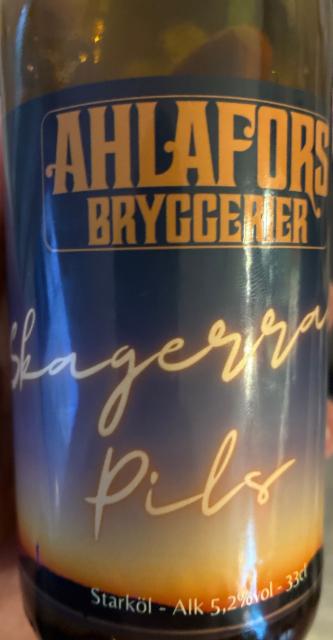 AHLAFORS
BRYGGERIER
Skagerra
Pils
Starköl - Alk 5,2%vol - 33cl